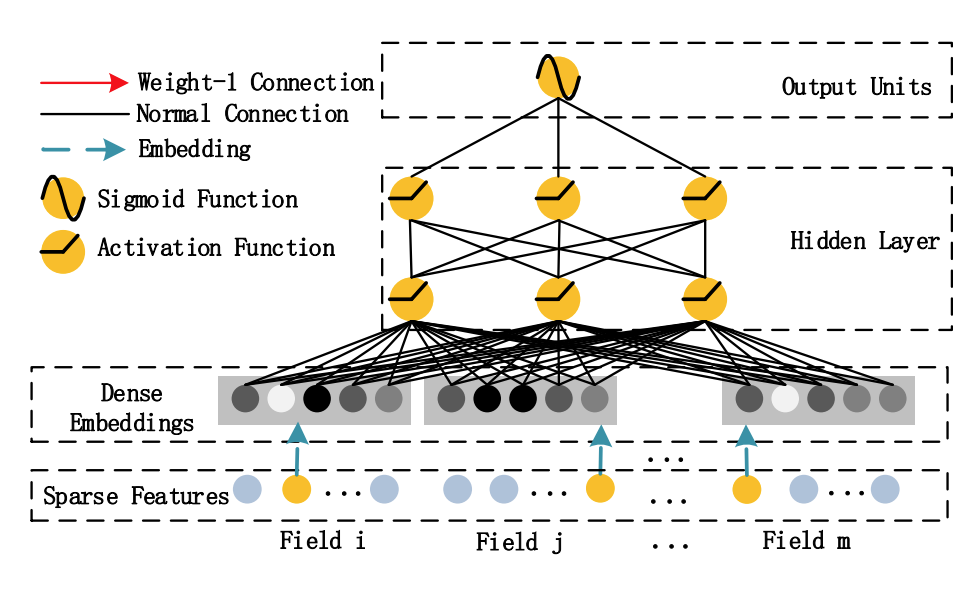 Weight-1 Connection
Normal Connection
Embedding
Sigmoid Function
Activation Function
Output Units
Hidden Layer
Dense
Embeddings
...
Sparse Features
...
...
...
...
Field i
Field j
...
Field m